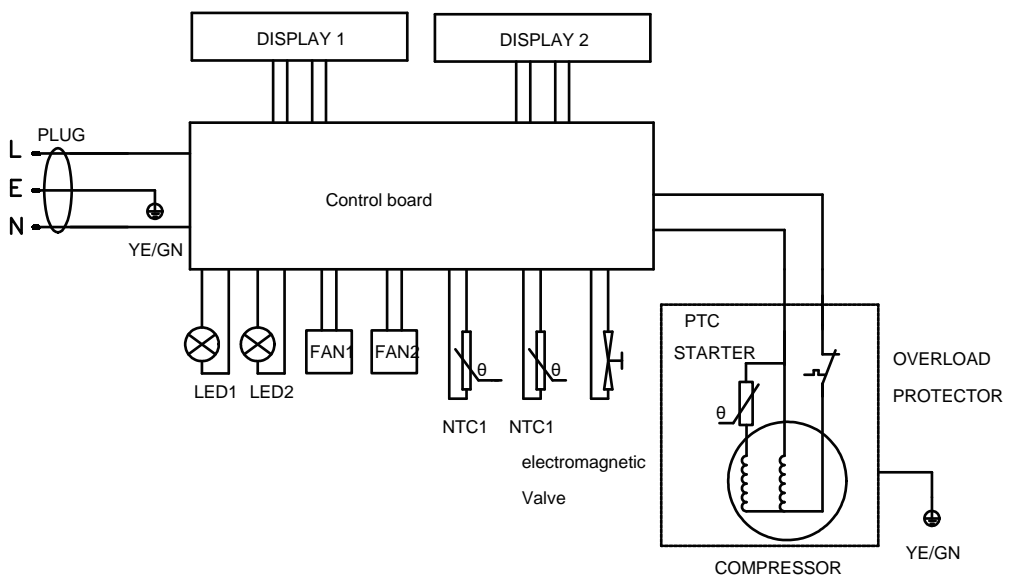 DISPLAY 1
DISPLAY 2
PLUG
L
E
N
YE/GN
Control board
LED1
LED2
FAN1
FAN2
θ
NTC1
θ
NTC1
electromagnetic
Valve
PTC
STARTER
θ
OVERLOAD
PROTECTOR
YE/GN
COMPRESSOR